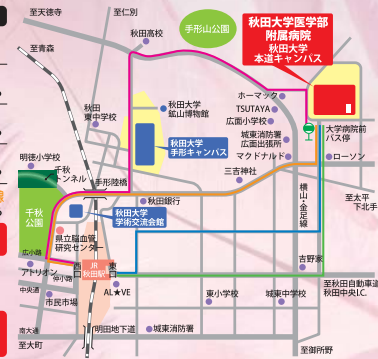 至天徳寺
至仁別
手形山公園
秋田大学医学部
附属病院
秋田大学
本道キャンパス
秋田高校
至青森
ホーマック
TSUTAYA
広面小学校
城東消防署
広面出張所
マクドナルド
大学病院前
バス停
ローソン
秋田
東中学校
秋田大学
鉱山博物館
秋田大学
手形キャンパス
明徳小学校
千秋
トンネル
手形陸橋
三吉神社
横山・金足線
至太平
下北手
千秋
公園
秋田銀行
秋田大学
学術交流会館
県立脳血管
研究センター
広小路
アトリオン
仲小路
西口
JR
秋田駅
東口
吉野家
中央通
市民市場
AL★VE
東小学校
城東中学校
至秋田自動車道
秋田中央I.C.
南大通
明田地下道
城東消防署
至大町
至御所野